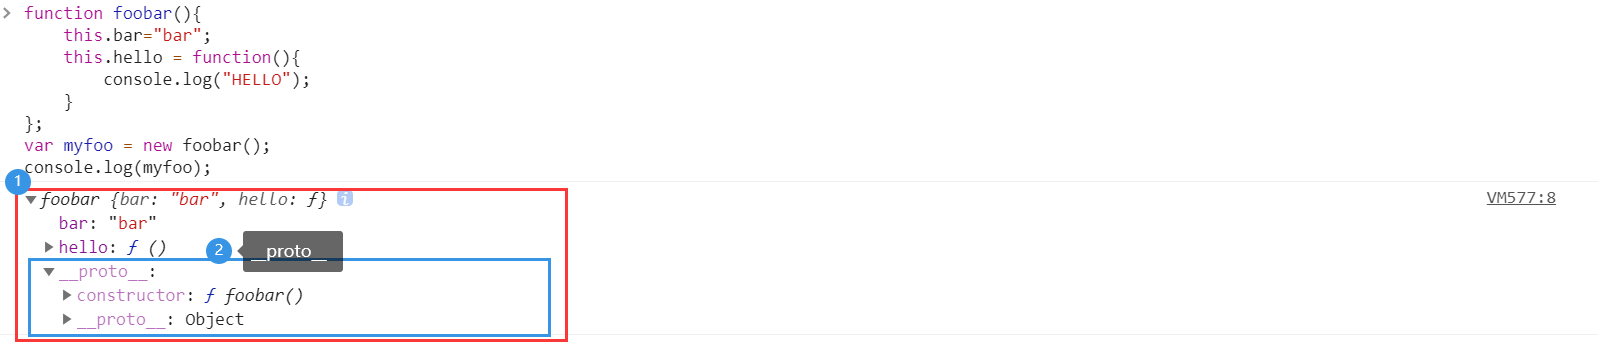 function foobar(){
    this.bar="bar";
    this.hello = function(){
        console.log("HELLO");
    }
};
var myfoo = new foobar();
console.log(myfoo);
1
foobar {bar: "bar", hello: ƒ} i
VM577:8
bar: "bar"
hello: ƒ ()
2 __proto__
__proto__:
constructor: ƒ foobar()
__proto__: Object